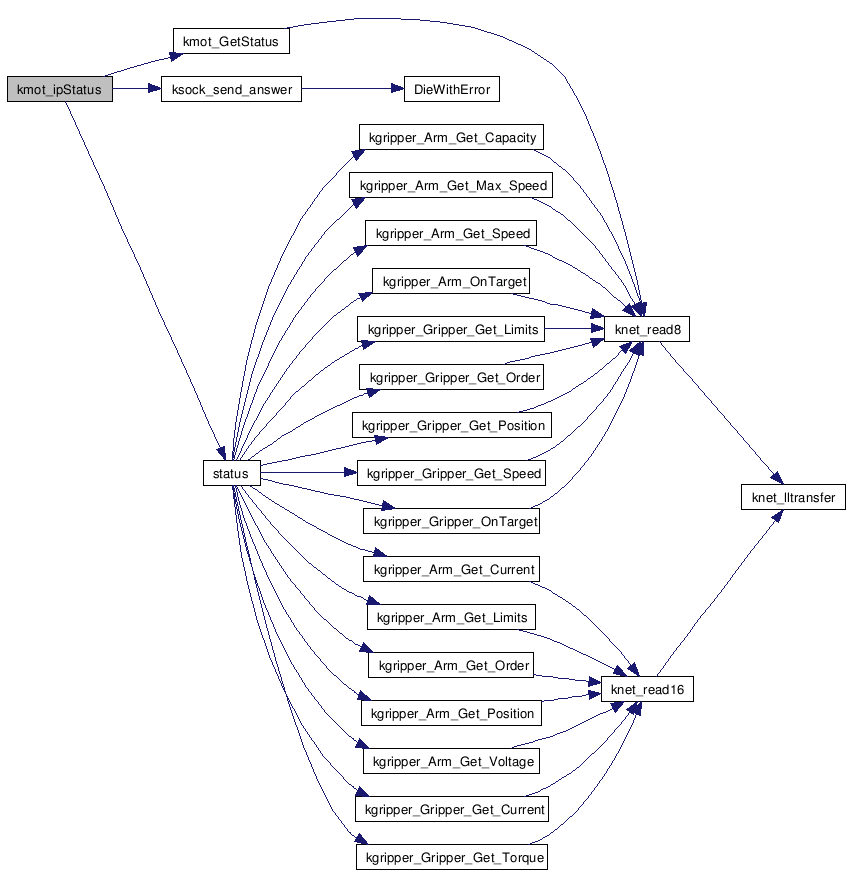 kmot_GetStatus
kmot_ipStatus
ksock_send_answer
DieWithError
kgripper_Arm_Get_Capacity
kgripper_Arm_Get_Max_Speed
kgripper_Arm_Get_Speed
kgripper_Arm_OnTarget
kgripper_Gripper_Get_Limits
knet_read8
kgripper_Gripper_Get_Order
kgripper_Gripper_Get_Position
status
kgripper_Gripper_Get_Speed
knet_lltransfer
kgripper_Gripper_OnTarget
kgripper_Arm_Get_Current
kgripper_Arm_Get_Limits
kgripper_Arm_Get_Order
knet_read16
kgripper_Arm_Get_Position
kgripper_Arm_Get_Voltage
kgripper_Gripper_Get_Current
kgripper_Gripper_Get_Torque